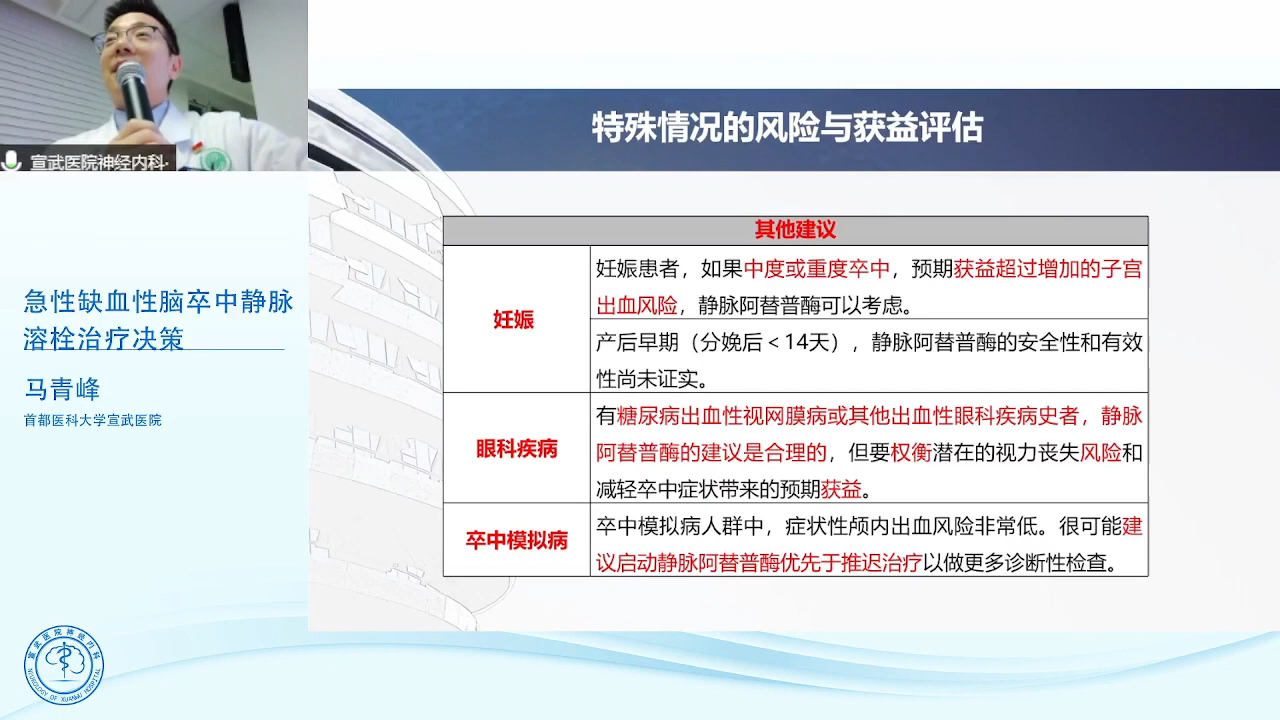 宣武医院神经内科
急性缺血性脑卒中静脉
溶栓治疗决策
马青峰
首都医科大学宣武医院
宣武医院神经内科
NEUROLOGY OF XUANWU HOSPITAL
特殊情况的风险与获益评估
其他建议
妊娠
妊娠患者，如果中度或重度卒中，预期获益超过增加的子宫
出血风险，静脉阿替普酶可以考虑。
产后早期（分娩后＜14天），静脉阿替普酶的安全性和有效
性尚未证实。
眼科疾病
有糖尿病出血性视网膜病或其他出血性眼科疾病史者，静脉
阿替普酶的建议是合理的，但要权衡潜在的视力丧失风险和
减轻卒中症状带来的预期获益。
卒中模拟病
卒中模拟病人群中，症状性颅内出血风险非常低。很可能建
议启动静脉阿替普酶优先于推迟治疗以做更多诊断性检查。